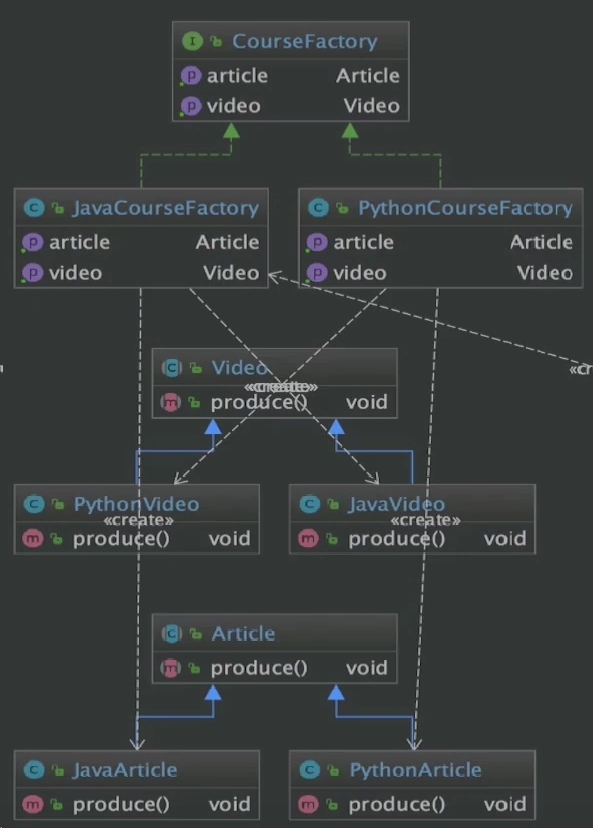 CourseFactory
article Article
video Video
JavaCourseFactory PythonCourseFactory
article Article article Article
video Video video Video
«cr
Video
«create» «create»
produce() void
PythonVideo JavaVideo
«create» «create»
produce() void produce() void
Article
produce() void
JavaArticle PythonArticle
produce() void produce() void